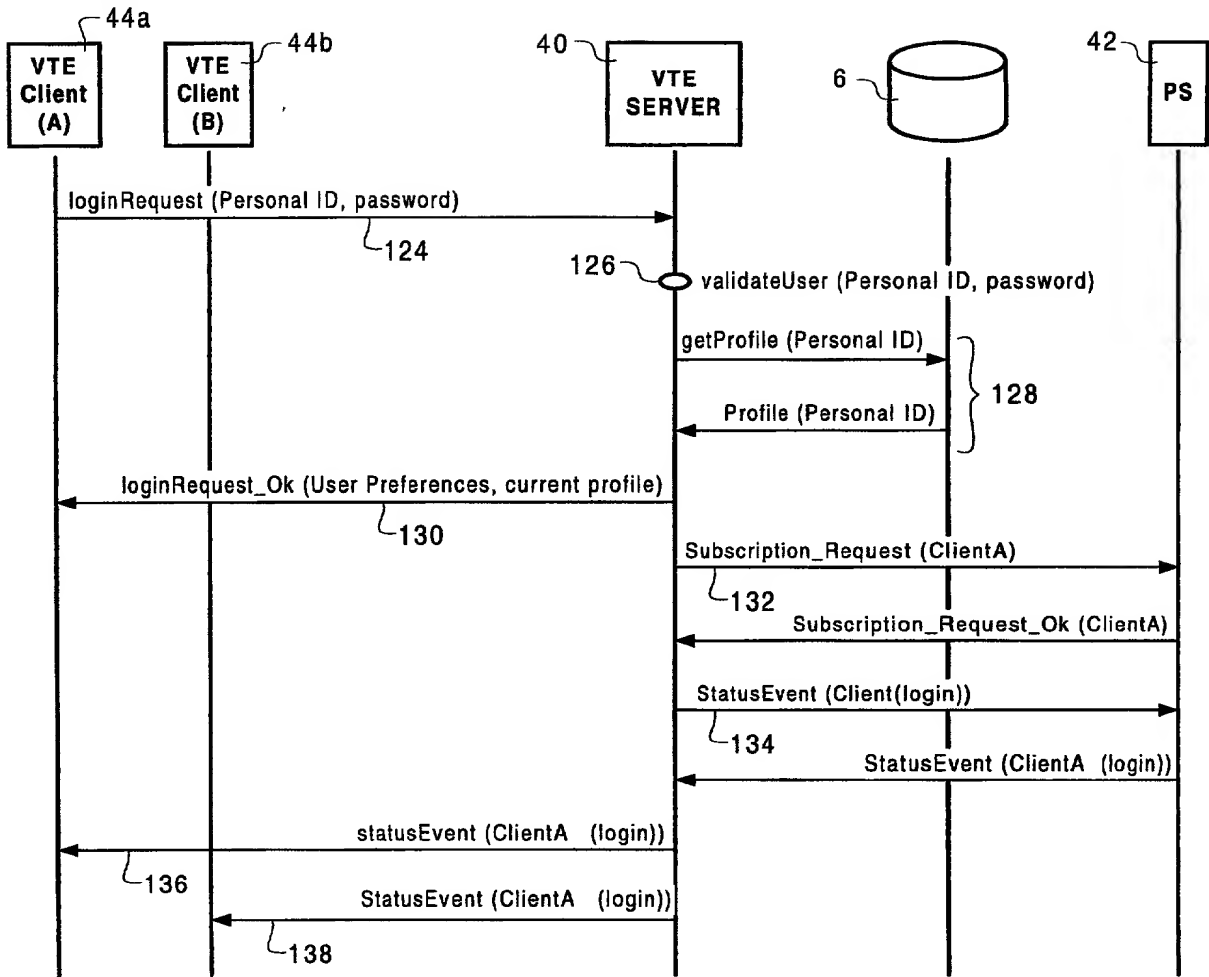 44a
44b
40
6
42
VTE
Client
(A)
VTE
Client
(B)
VTE
SERVER
PS
loginRequest (Personal ID, password)
124
126
validateUser (Personal ID, password)
getProfile (Personal ID)
128
Profile (Personal ID)
loginRequest_Ok (User Preferences, current profile)
130
Subscription_Request (ClientA)
132
Subscription_Request_Ok (ClientA)
StatusEvent (Client(login))
134
StatusEvent (ClientA (login))
statusEvent (ClientA (login))
136
StatusEvent (ClientA (login))
138